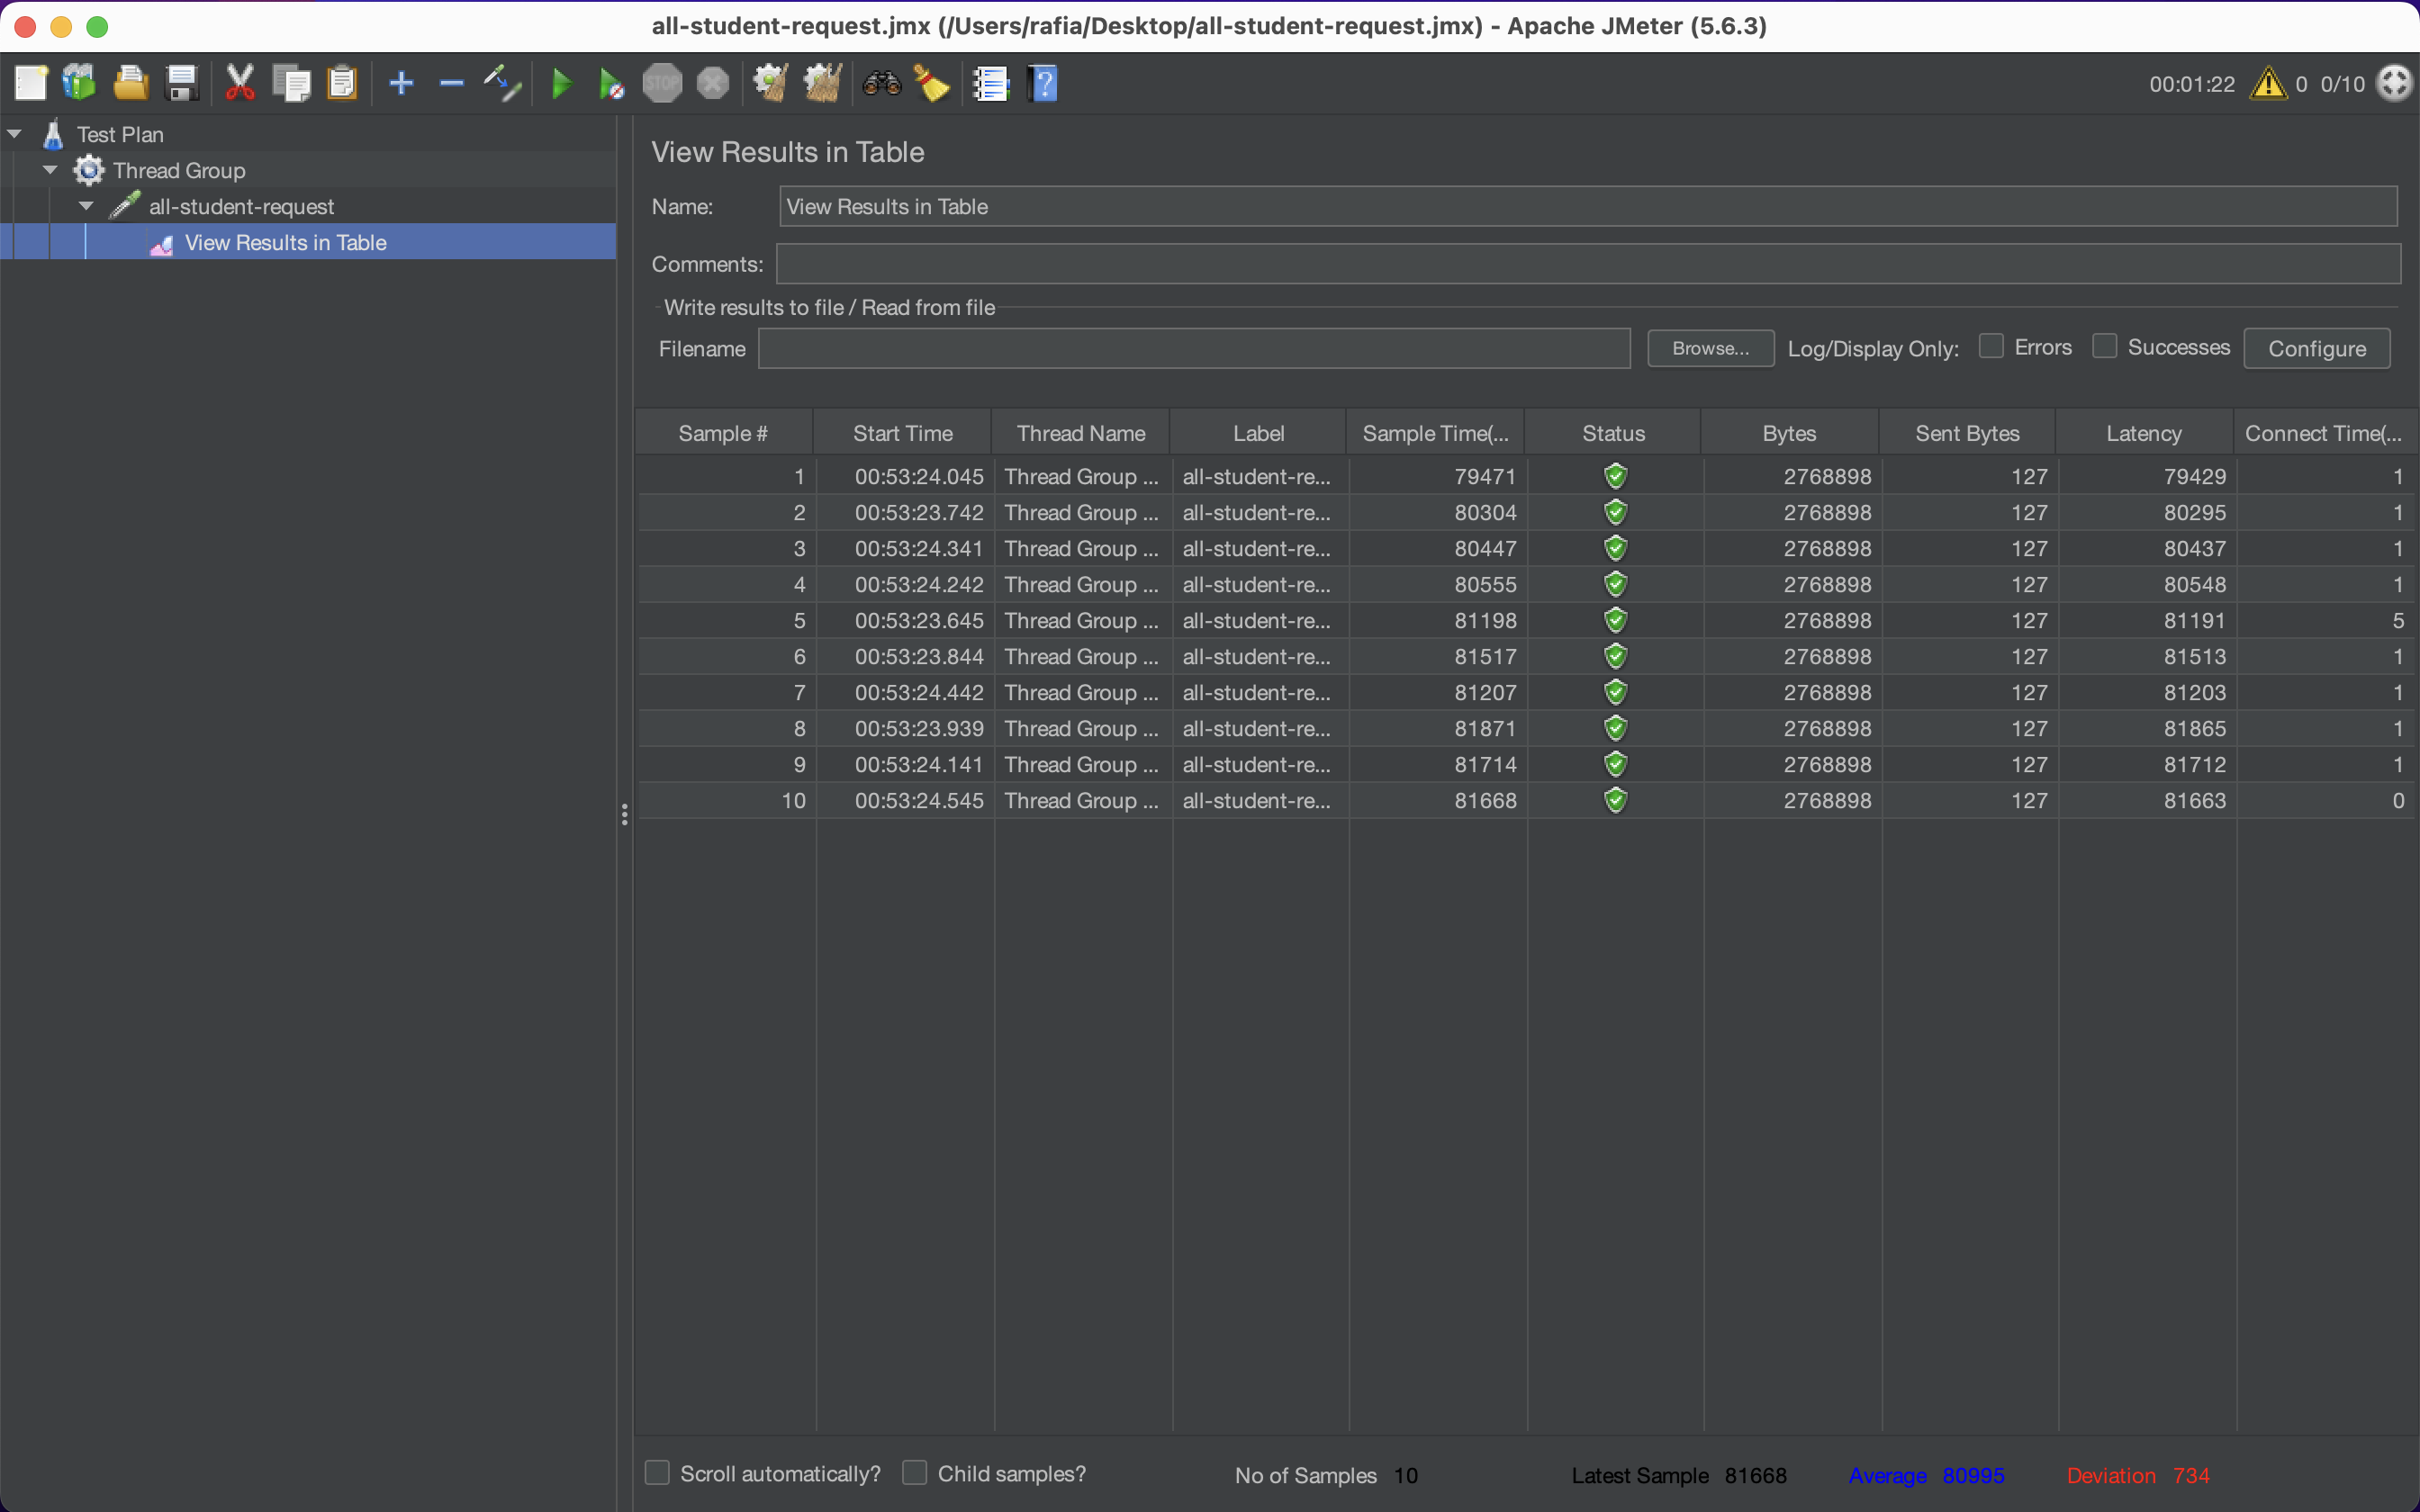 all-student-request.jmx (/Users/rafia/Desktop/all-student-request.jmx) - Apache JMeter (5.6.3)
STOP ? 00:01:22 0 0/10
Test Plan
Thread Group
all-student-request
View Results in Table
View Results in Table
Name: View Results in Table
Comments:
Write results to file / Read from file
Filename Browse... Log/Display Only: Errors Successes Configure
Sample # Start Time Thread Name Label Sample Time(... Status Bytes Sent Bytes Latency Connect Time(...
1 00:53:24.045 Thread Group ... all-student-re... 79471 2768898 127 79429 1
2 00:53:23.742 Thread Group ... all-student-re... 80304 2768898 127 80295 1
3 00:53:24.341 Thread Group ... all-student-re... 80447 2768898 127 80437 1
4 00:53:24.242 Thread Group ... all-student-re... 80555 2768898 127 80548 1
5 00:53:23.645 Thread Group ... all-student-re... 81198 2768898 127 81191 5
6 00:53:23.844 Thread Group ... all-student-re... 81517 2768898 127 81513 1
7 00:53:24.442 Thread Group ... all-student-re... 81207 2768898 127 81203 1
8 00:53:23.939 Thread Group ... all-student-re... 81871 2768898 127 81865 1
9 00:53:24.141 Thread Group ... all-student-re... 81714 2768898 127 81712 1
10 00:53:24.545 Thread Group ... all-student-re... 81668 2768898 127 81663 0
Scroll automatically? Child samples? No of Samples 10 Latest Sample 81668 Average 80995 Deviation 734